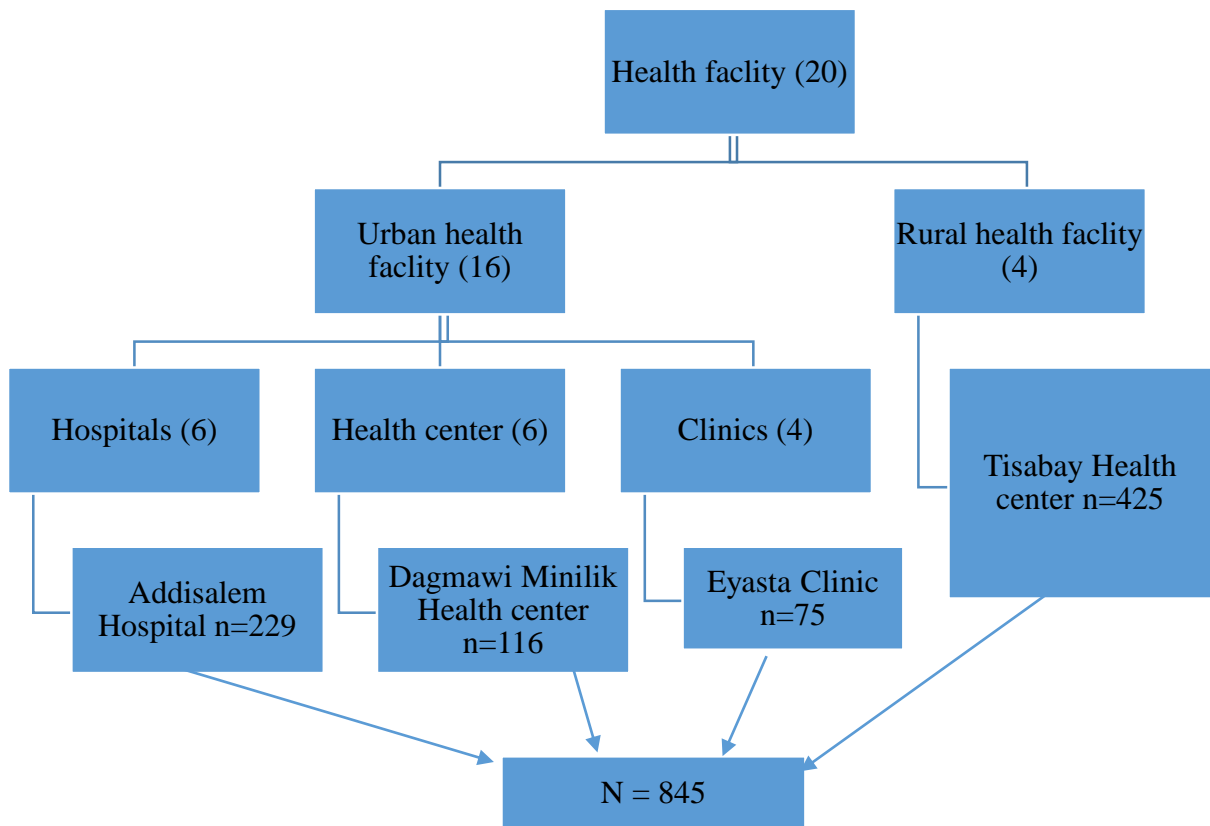 Health faclity (20)
Urban health
faclity (16)
Rural health faclity
(4)
Hospitals (6)
Health center (6)
Clinics (4)
Tisabay Health
center n=425
Addisalem
Hospital n=229
Dagmawi Minilik
Health center
n=116
Eyasta Clinic
n=75
N = 845